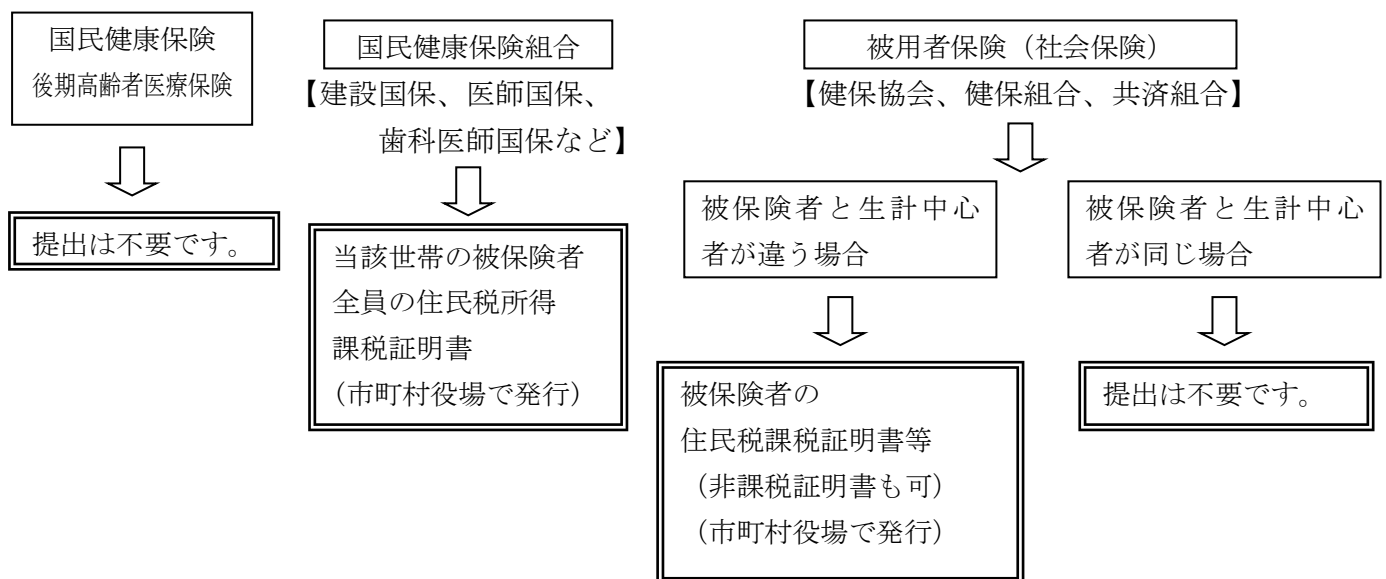 国民健康保険
後期高齢者医療保険
提出は不要です。
国民健康保険組合
【建設国保、医師国保、
歯科医師国保など】
当該世帯の被保険者
全員の住民税所得
課税証明書
（市町村役場で発行）
被用者保険（社会保険）
【健保協会、健保組合、共済組合】
被保険者と生計中心
者が違う場合
被保険者の
住民税課税証明書等
（非課税証明書も可）
（市町村役場で発行）
被保険者と生計中心
者が同じ場合
提出は不要です。